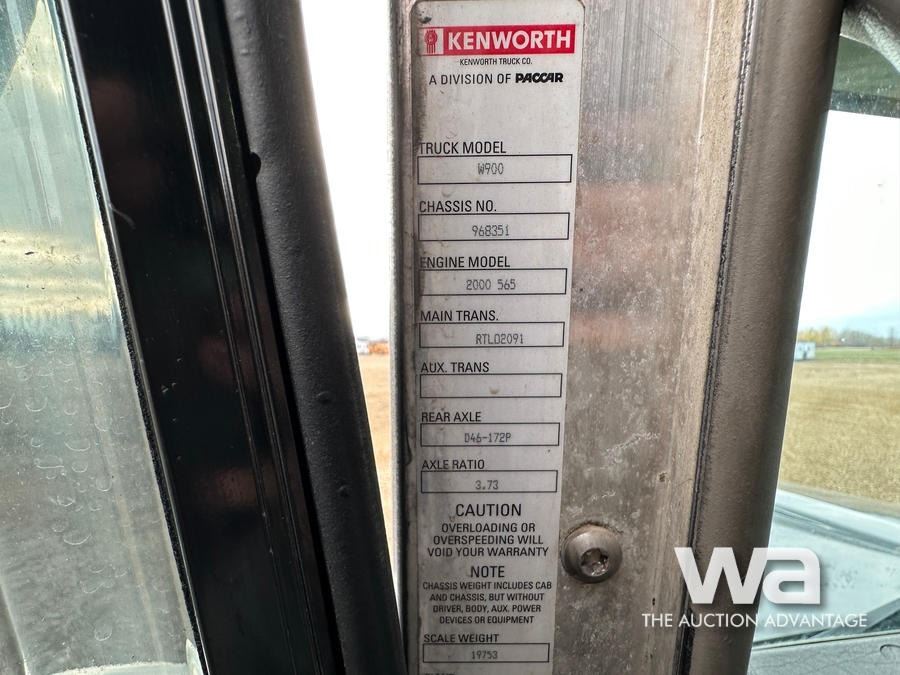 KENWORTH
KENWORTH TRUCK CO.
A DIVISION OF PACCAR
TRUCK MODEL
W900
CHASSIS NO.
968351
ENGINE MODEL
2000 565
MAIN TRANS.
RTLO2091
AUX. TRANS
REAR AXLE
D46-172P
AXLE RATIO
3.73
CAUTION
OVERLOADING OR
OVERSPEEDING WILL
VOID YOUR WARRANTY
NOTE
CHASSIS WEIGHT INCLUDES CAB
AND CHASSIS, BUT WITHOUT
DRIVER, BODY, AUX. POWER
DEVICES OR EQUIPMENT
SCALE WEIGHT
19753
wa
THE AUCTION ADVANTAGE